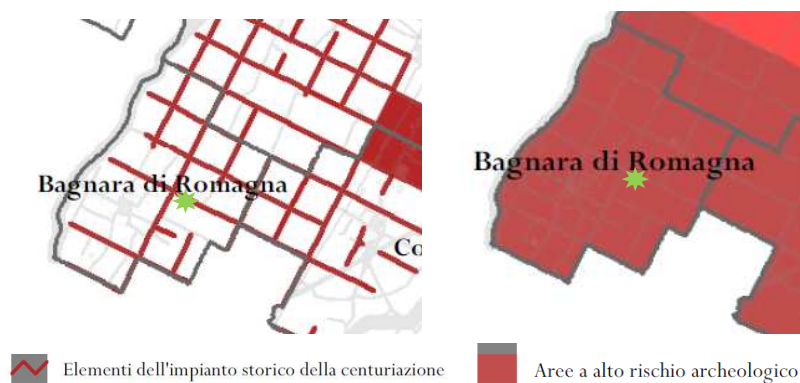 Bagnara di Romagna
Co
Elementi dell'impianto storico della centuriazione
Bagnara di Romagna
Aree a alto rischio archeologico